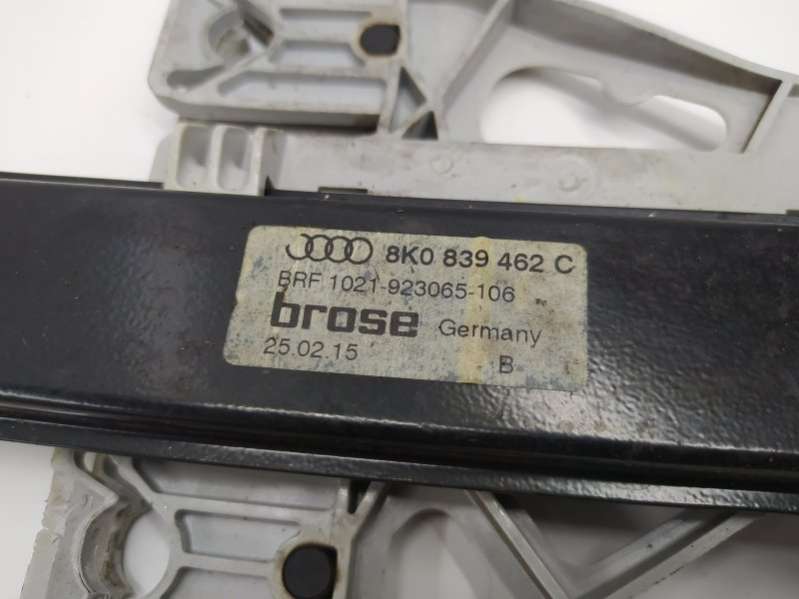 8K0 839 462 C
BRF 1021-923065-106
brose Germany
25.02.15 B